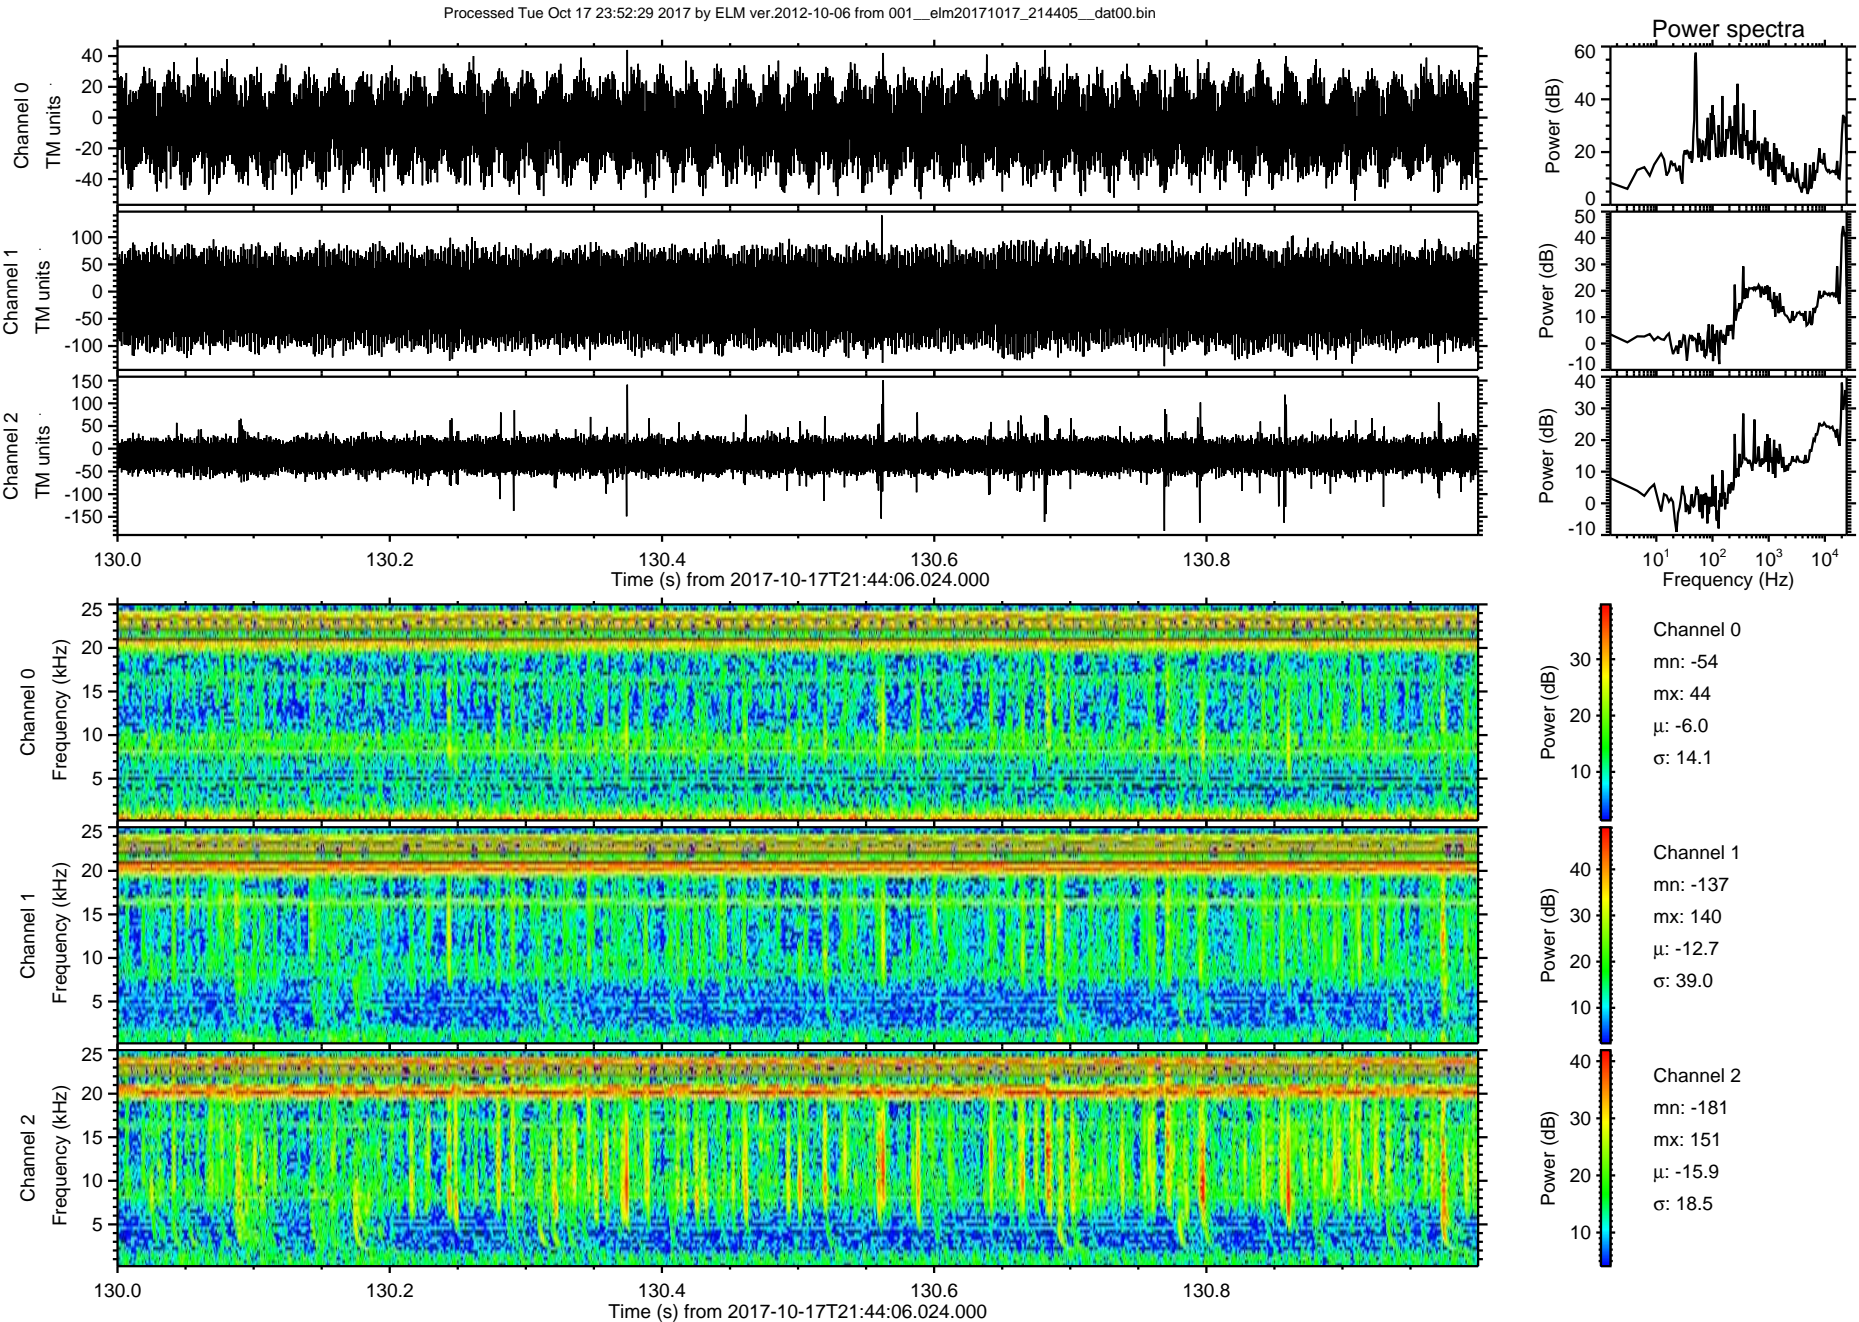 Processed Tue Oct 17 23:52:29 2017 by ELM ver.2012-10-06 from 001__elm20171017_214405__dat00.bin
Power spectra
Channel 0
TM units
40
20
0
-20
-40
Power (dB)
60
40
20
0
Channel 1
TM units
100
50
0
-50
-100
Power (dB)
50
40
30
20
10
0
-10
Channel 2
TM units
150
100
50
0
-50
-100
-150
Power (dB)
40
30
20
10
0
-10
130.0 130.2 130.4 130.6 130.8
Time (s) from 2017-10-17T21:44:06.024.000
10¹ 10² 10³ 10⁴
Frequency (Hz)
Channel 0
Frequency (kHz)
25
20
15
10
5
Power (dB)
30
20
10
Channel 0
mn: -54
mx: 44
μ: -6.0
σ: 14.1
Channel 1
Frequency (kHz)
25
20
15
10
5
Power (dB)
40
30
20
10
Channel 1
mn: -137
mx: 140
μ: -12.7
σ: 39.0
Channel 2
Frequency (kHz)
25
20
15
10
5
Power (dB)
40
30
20
10
Channel 2
mn: -181
mx: 151
μ: -15.9
σ: 18.5
130.0 130.2 130.4 130.6 130.8
Time (s) from 2017-10-17T21:44:06.024.000